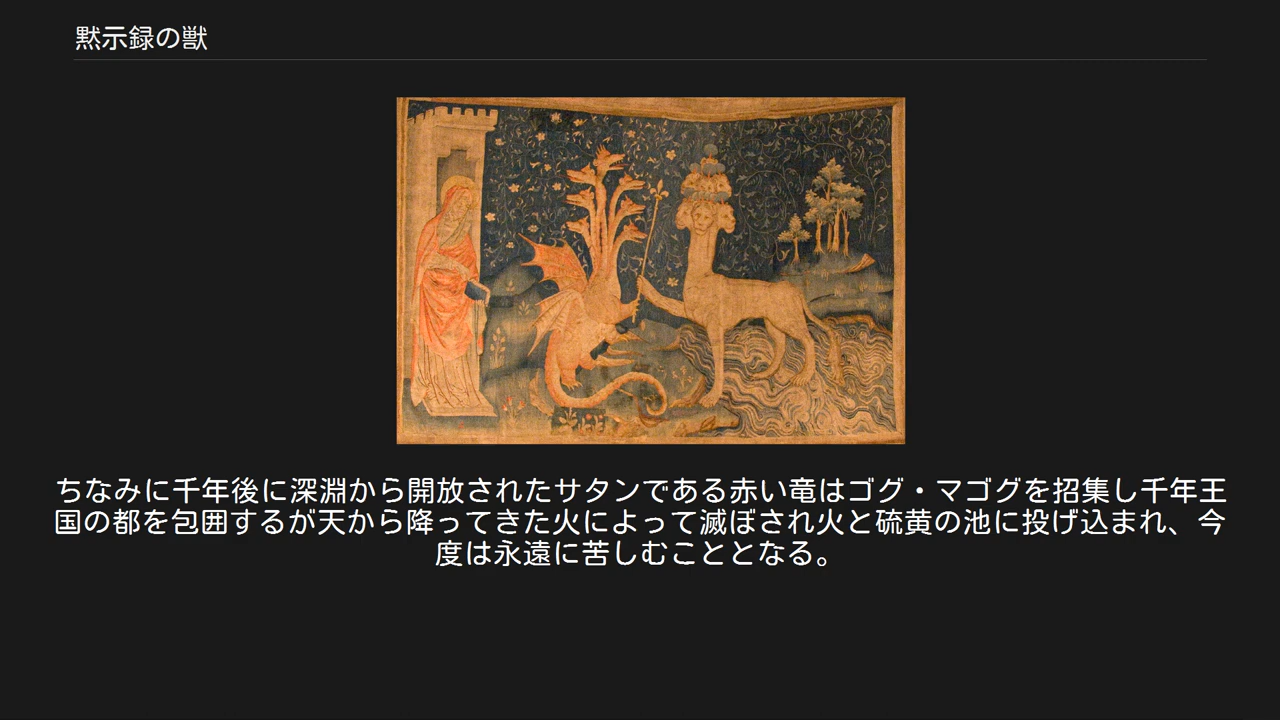 黙示録の獣
ちなみに千年後に深淵から開放されたサタンである赤い竜はゴグ・マゴグを招集し千年王
国の都を包囲するが天から降ってきた火によって滅ぼされ火と硫黄の池に投げ込まれ、今
度は永遠に苦しむこととなる。